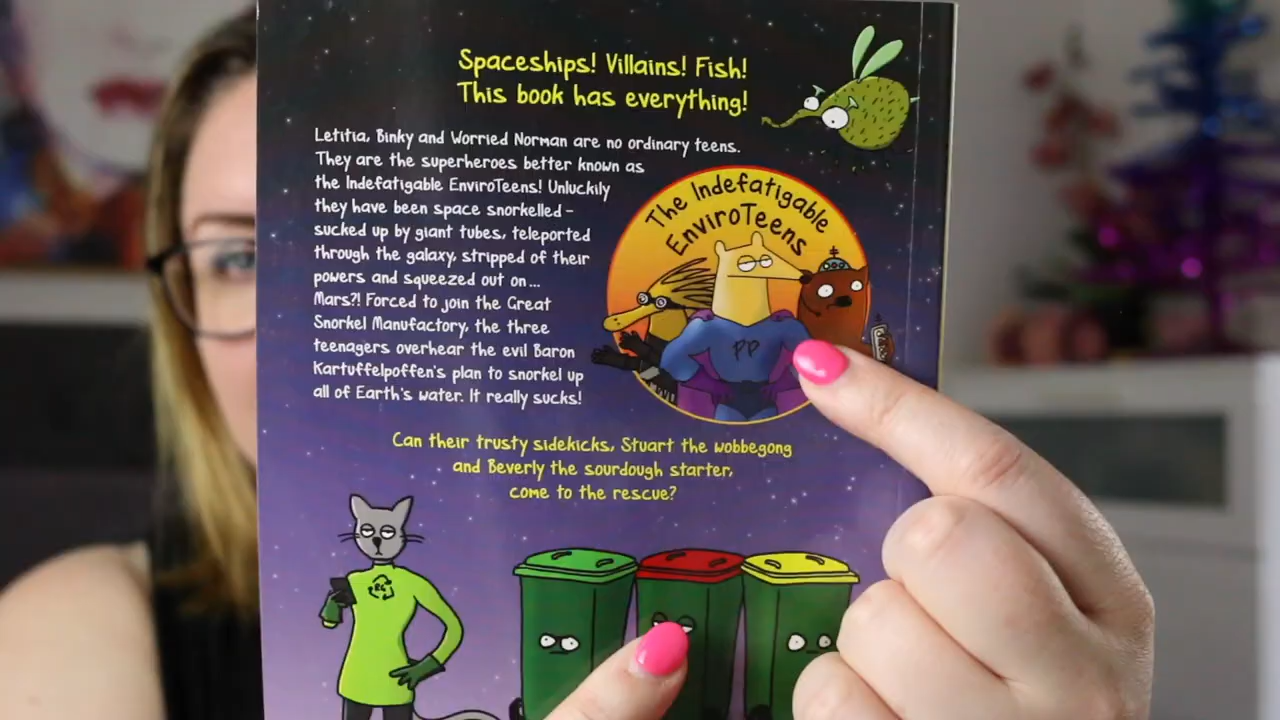 Spaceships! Villains! Fish!
This book has everything!
Letitia, Binky and Worried Norman are no ordinary teens.
They are the superheroes better known as
the Indefatigable EnviroTeens! Unluckily
they have been space snorkelled –
sucked up by giant tubes, teleported
through the galaxy, stripped of their
powers and squeezed out on...
Mars?! Forced to join the Great
Snorkel Manufactory, the three
teenagers overhear the evil Baron
Kartuffelpoffen's plan to snorkel up
all of Earth's water. It really sucks!
The Indefatigable
EnviroTeens
PP
Can their trusty sidekicks, Stuart the wobbegong
and Beverly the sourdough starter,
come to the rescue?
RC